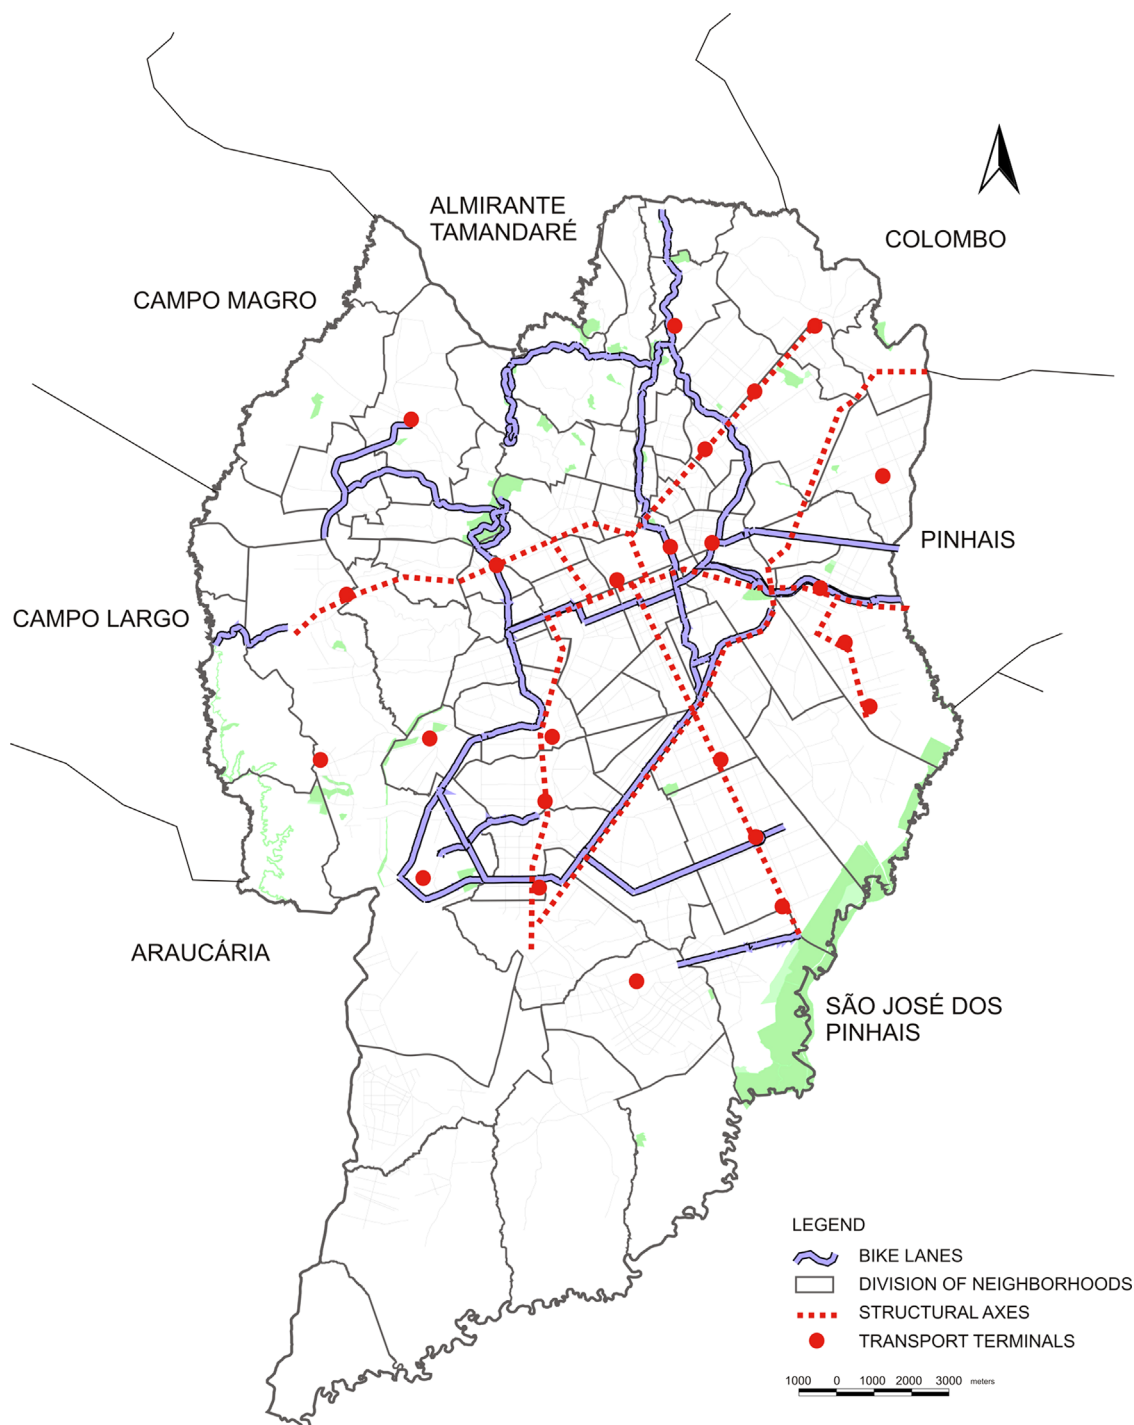 ALMIRANTE
TAMANDARÉ
COLOMBO
CAMPO MAGRO
PINHAIS
CAMPO LARGO
ARAUCÁRIA
SÃO JOSÉ DOS
PINHAIS
LEGEND
BIKE LANES
DIVISION OF NEIGHBORHOODS
STRUCTURAL AXES
TRANSPORT TERMINALS
1000 0 1000 2000 3000 meters